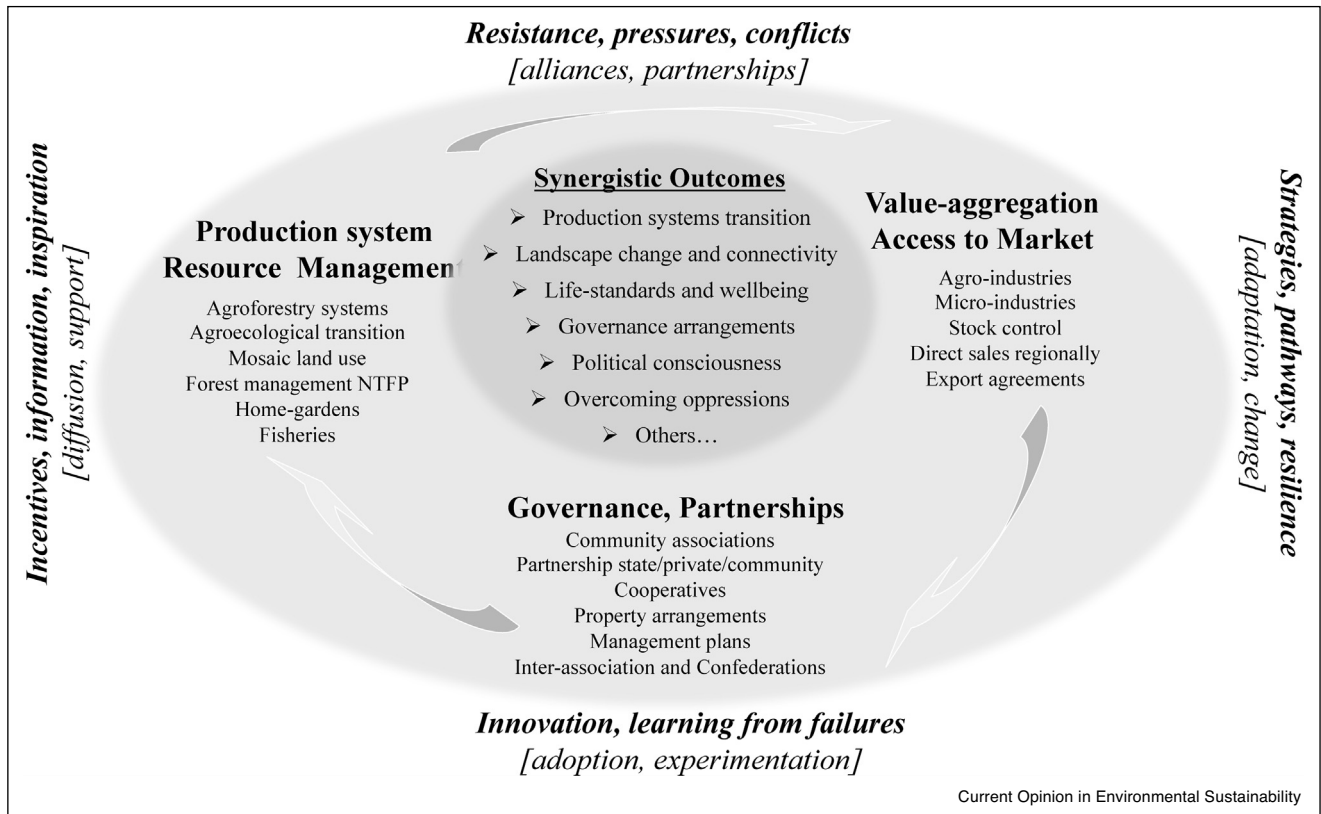 Resistance, pressures, conflicts
[alliances, partnerships]
Incentives, information, inspiration
[diffusion, support]
Production system
Resource Management
Agroforestry systems
Agroecological transition
Mosaic land use
Forest management NTFP
Home-gardens
Fisheries
Synergistic Outcomes
➢ Production systems transition
➢ Landscape change and connectivity
➢ Life-standards and wellbeing
➢ Governance arrangements
➢ Political consciousness
➢ Overcoming oppressions
➢ Others…
Value-aggregation
Access to Market
Agro-industries
Micro-industries
Stock control
Direct sales regionally
Export agreements
Strategies, pathways, resilience
[adaptation, change]
Governance, Partnerships
Community associations
Partnership state/private/community
Cooperatives
Property arrangements
Management plans
Inter-association and Confederations
Innovation, learning from failures
[adoption, experimentation]
Current Opinion in Environmental Sustainability